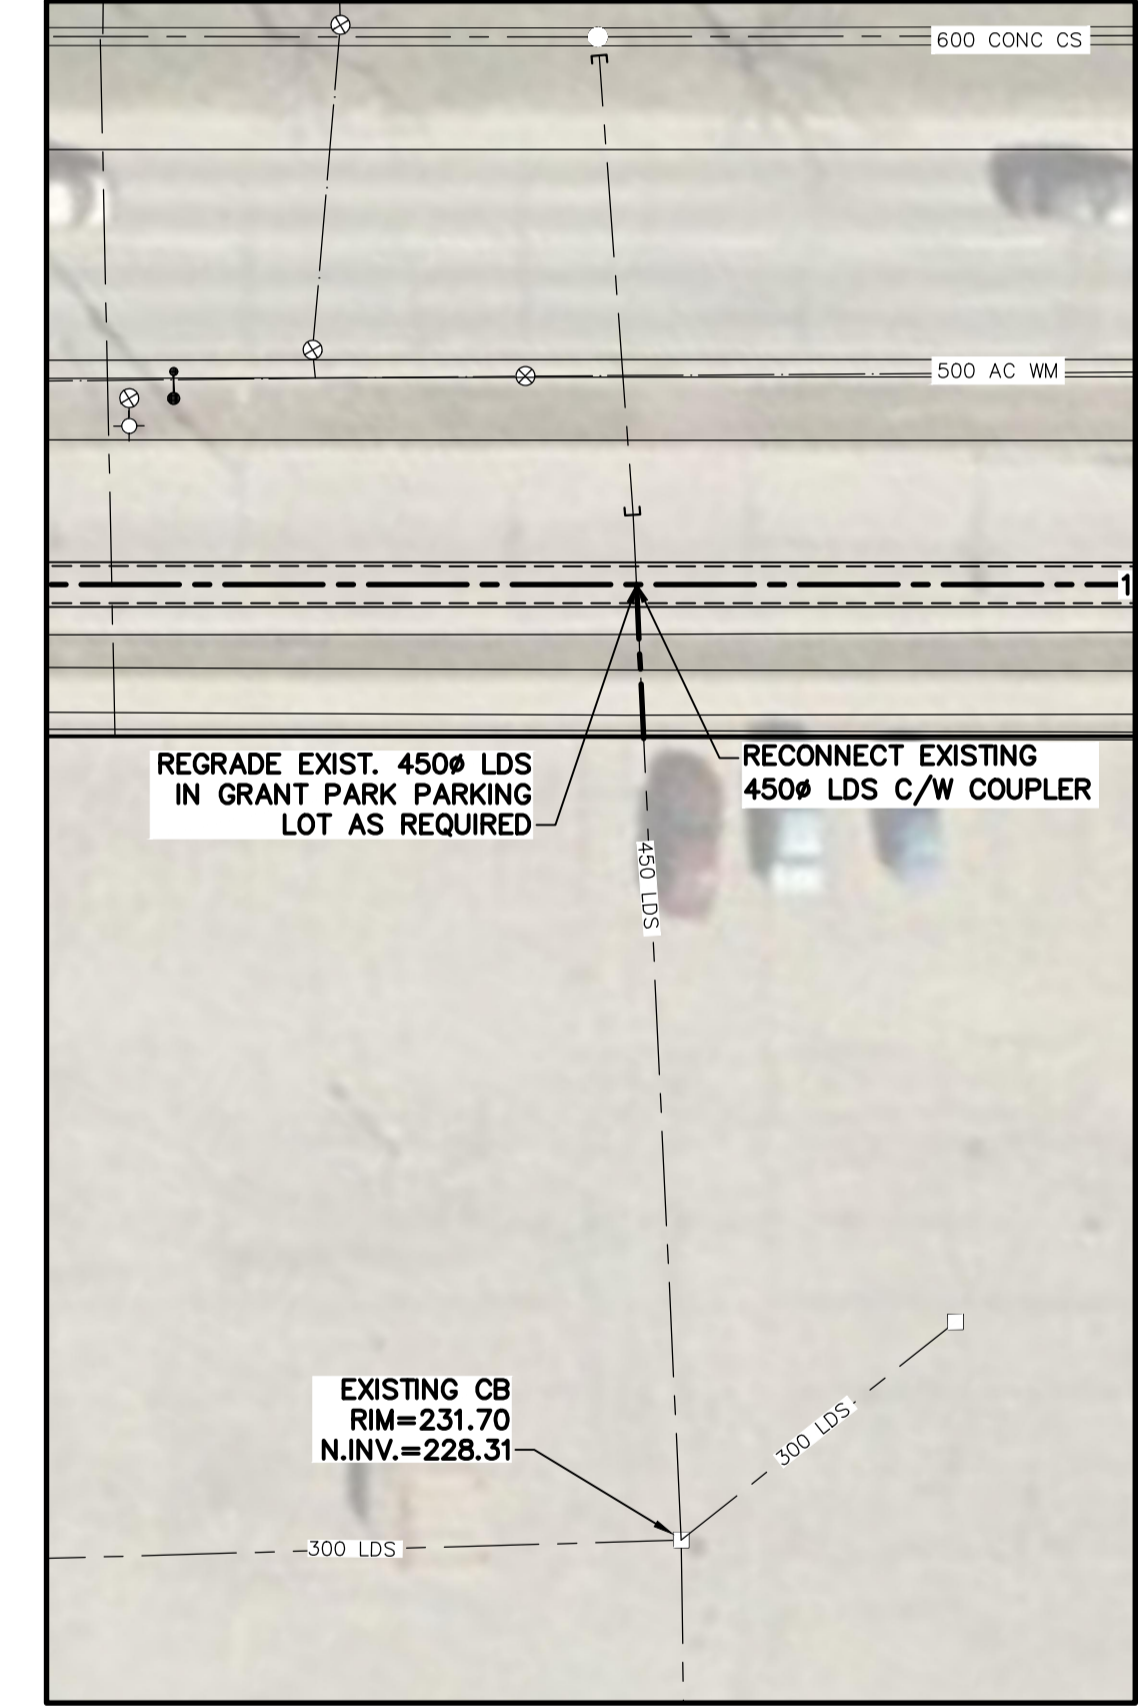 600 CONC CS
500 AC WM
1
REGRADE EXIST. 450Ø LDS
IN GRANT PARK PARKING
LOT AS REQUIRED
RECONNECT EXISTING
450Ø LDS C/W COUPLER
450 LDS
300 LDS
EXISTING CB
RIM=231.70
N.INV.=228.31
300 LDS